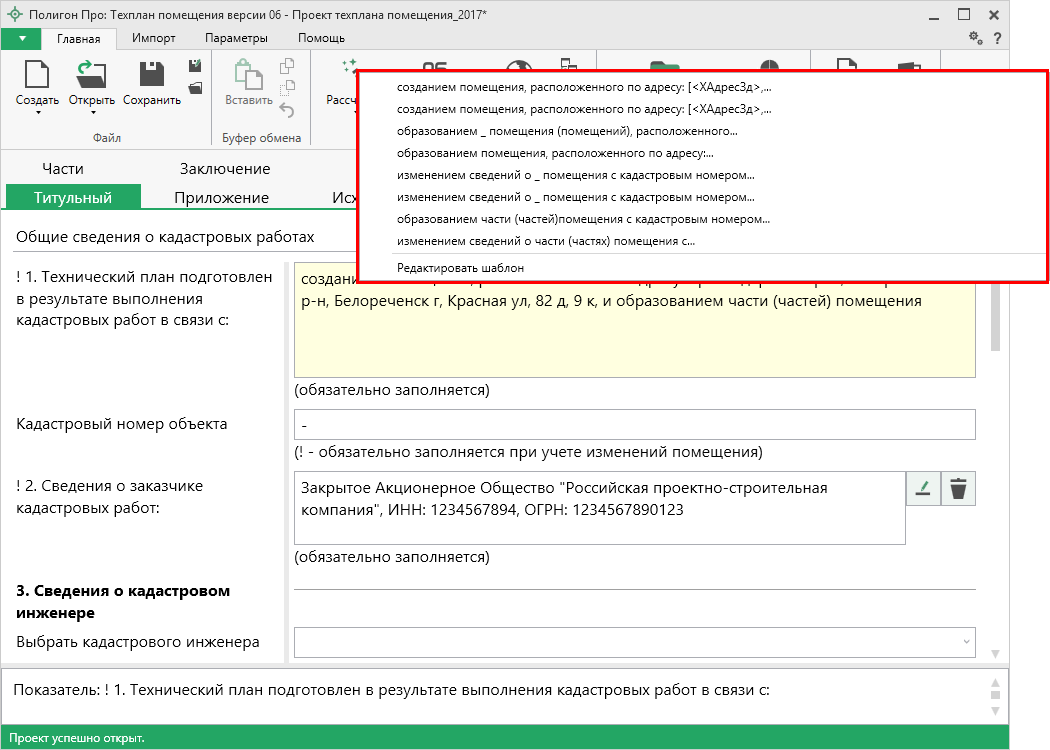 Полигон Про: Техплан помещения версии 06 - Проект техплана помещения_2017*
Главная Импорт Параметры Помощь
?
Создать Открыть Сохранить Вставить
Файл Буфер обмена
созданием помещения, расположенного по адресу: [<ХАдресЗд>,...
созданием помещения, расположенного по адресу: [<ХАдресЗд>,...
образованием _ помещения (помещений), расположенного...
образованием помещения, расположенного по адресу:...
изменением сведений о _ помещения с кадастровым номером...
изменением сведений о _ помещения с кадастровым номером...
образованием части (частей)помещения с кадастровым номером...
изменением сведений о части (частях) помещения с...
Редактировать шаблон
Части Заключение
Титульный Приложение
Общие сведения о кадастровых работах
! 1. Технический план подготовлен
в результате выполнения
кадастровых работ в связи с:
р-н, Белореченск г, Красная ул, 82 д, 9 к, и образованием части (частей) помещения
(обязательно заполняется)
Кадастровый номер объекта
-
(! - обязательно заполняется при учете изменений помещения)
! 2. Сведения о заказчике
кадастровых работ:
Закрытое Акционерное Общество "Российская проектно-строительная
компания", ИНН: 1234567894, ОГРН: 1234567890123
(обязательно заполняется)
3. Сведения о кадастровом
инженере
Выбрать кадастрового инженера
Показатель: ! 1. Технический план подготовлен в результате выполнения кадастровых работ в связи с:
Проект успешно открыт.